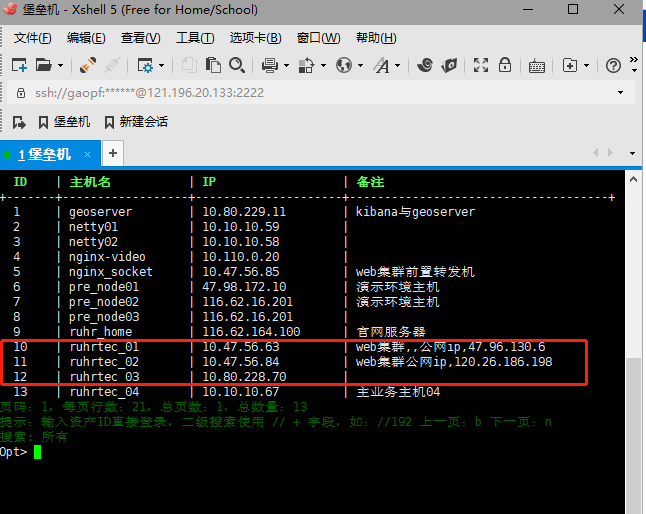 堡垒机 - Xshell 5 (Free for Home/School)
文件(F) 编辑(E) 查看(V) 工具(T) 选项卡(B) 窗口(W) 帮助(H)
ssh://gaopf:******@121.196.20.133:2222
堡垒机 新建会话
1 堡垒机
ID | 主机名 | IP | 备注
1 | geoserver | 10.80.229.11 | kibana与geoserver
2 | netty01 | 10.10.10.59 |
3 | netty02 | 10.10.10.58 |
4 | nginx-video | 10.110.0.20 |
5 | nginx_socket | 10.47.56.85 | web集群前置转发机
6 | pre_node01 | 47.98.172.10 | 演示环境主机
7 | pre_node02 | 116.62.16.201 | 演示环境主机
8 | pre_node03 | 116.62.16.201 |
9 | ruhr_home | 116.62.164.100 | 官网服务器
10 | ruhrtec_01 | 10.47.56.63 | web集群,,公网ip,47.96.130.6
11 | ruhrtec_02 | 10.47.56.84 | web集群公网ip,120.26.186.198
12 | ruhrtec_03 | 10.80.228.70 |
13 | ruhrtec_04 | 10.10.10.67 | 主业务主机04
页码: 1, 每页行数: 21, 总页数: 1, 总数量: 13
提示: 输入资产ID直接登录, 二级搜索使用 // + 字段, 如: //192 上一页: b 下一页: n
搜索: 所有
Opt>